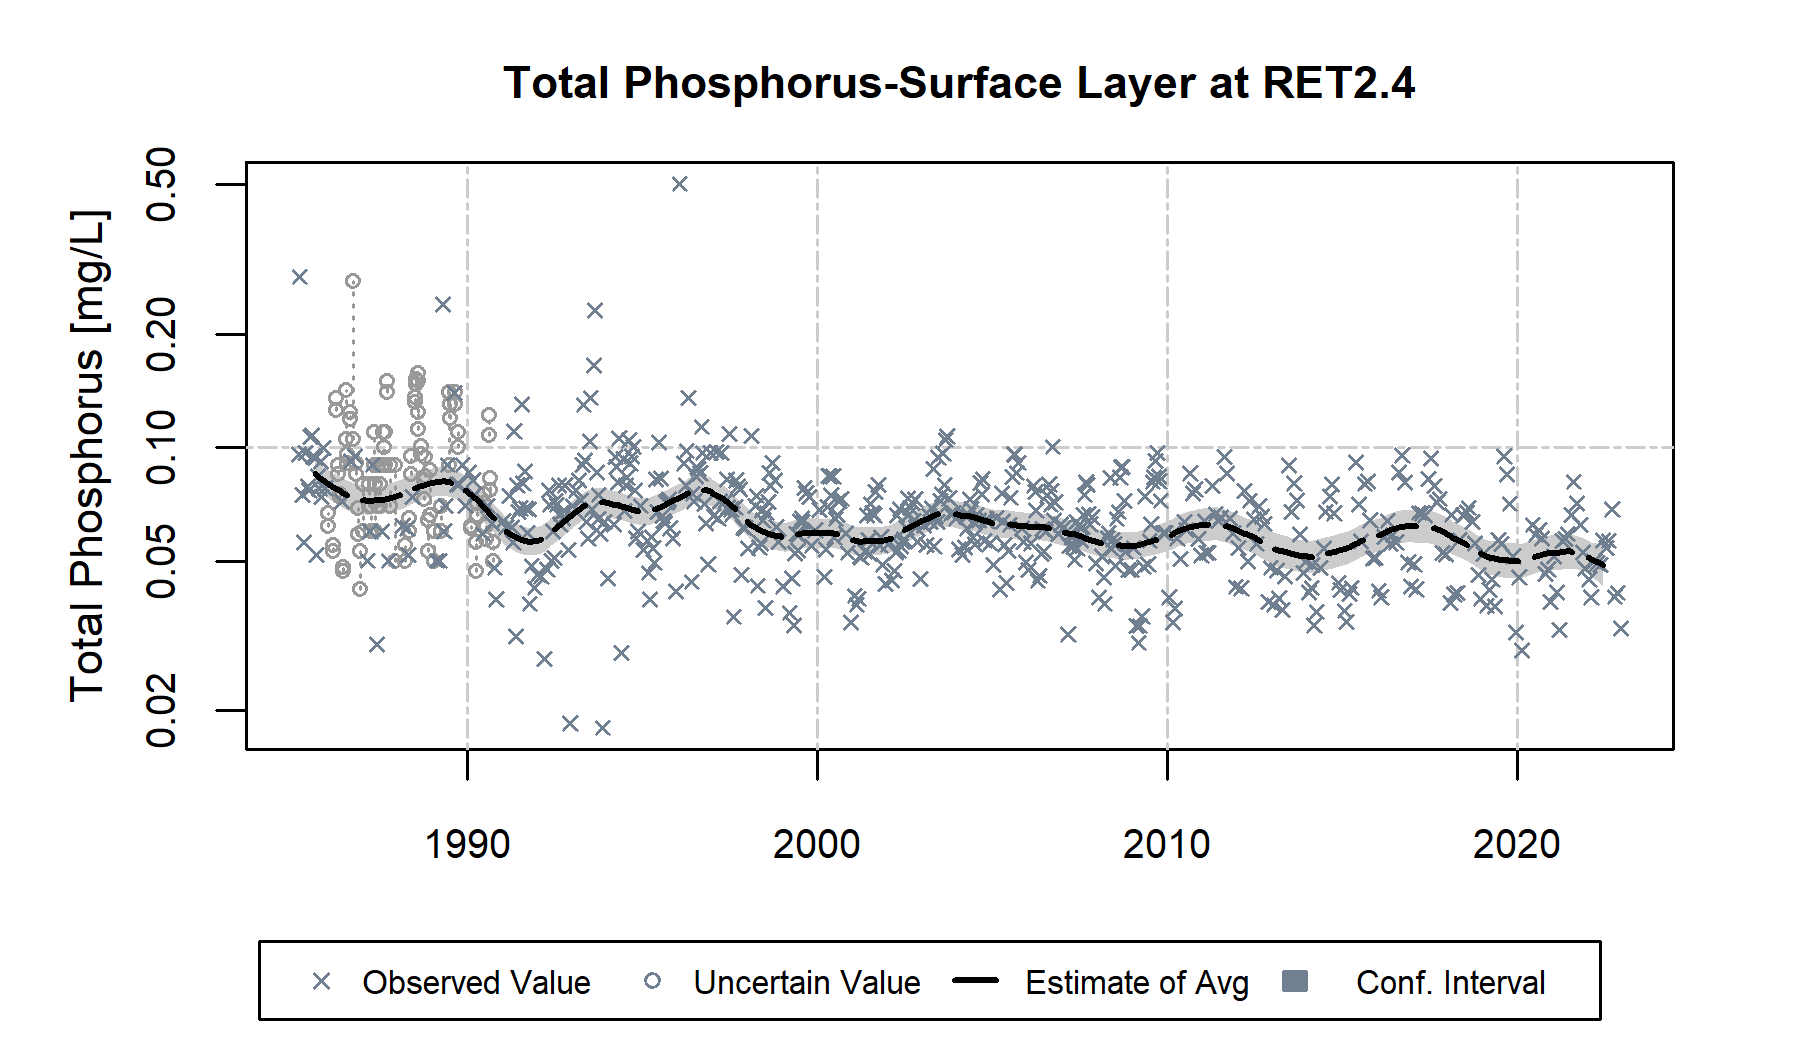 Total Phosphorus-Surface Layer at RET2.4
Total Phosphorus [mg/L]
0.50
0.20
0.10
0.05
0.02
1990 2000 2010 2020
Observed Value Uncertain Value Estimate of Avg Conf. Interval